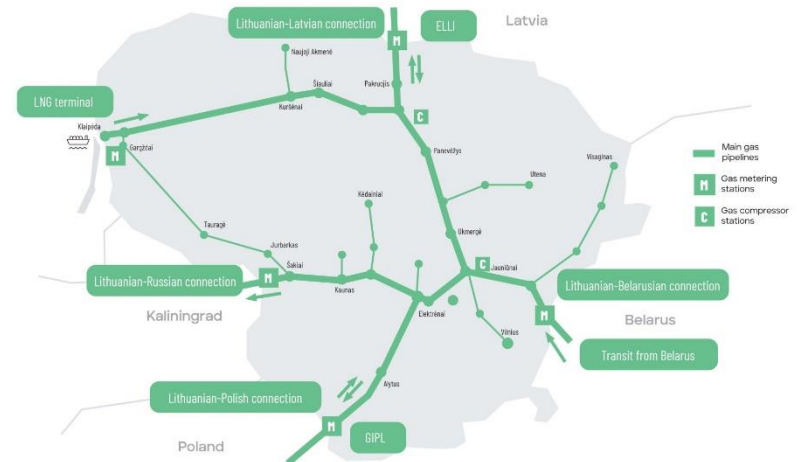 Lithuanian-Latvian connection
ELLI
Latvia
M
Naujoji Akmenė
Šiauliai
Pakruojis
Kuršėnai
LNG terminal
C
Klaipėda
Gargždai
M
Panevėžys
Utena
Visaginas
Main gas
pipelines
M
Gas metering
stations
C
Gas compressor
stations
Kėdainiai
Tauragė
Jurbarkas
Ukmergė
C
Jauniūnai
Šakiai
Lithuanian-Russian connection
M
Kaunas
Lithuanian-Belarusian connection
Kaliningrad
Elektrėnai
M
Belarus
Vilnius
Transit from Belarus
Alytus
Lithuanian-Polish connection
M
GIPL
Poland